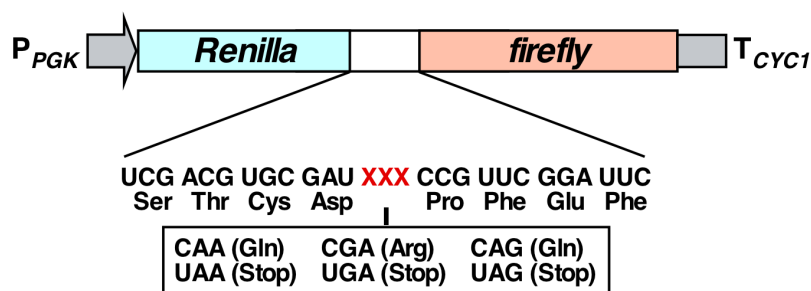 P_PGK Renilla firefly T_CYC1
UCG ACG UGC GAU XXX CCG UUC GGA UUC
Ser Thr Cys Asp Pro Phe Glu Phe
CAA (Gln) CGA (Arg) CAG (Gln)
UAA (Stop) UGA (Stop) UAG (Stop)